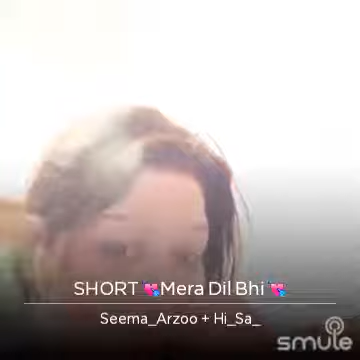 SHORT 💘Mera Dil Bhi 💘
Seema_Arzoo + Hi_Sa_
smule